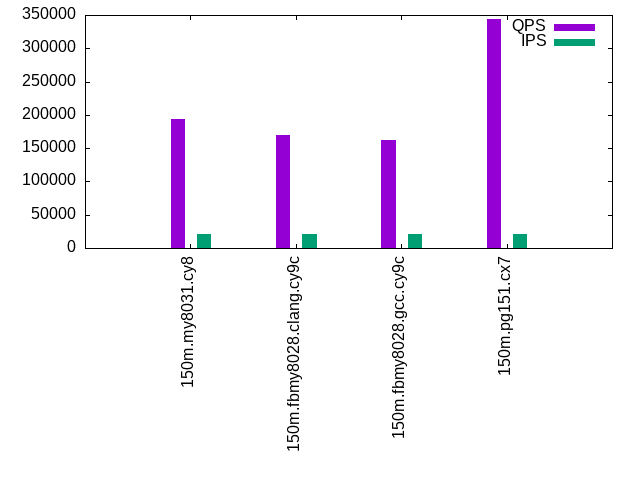 350000
300000
250000
200000
150000
100000
50000
0
QPS
IPS
150m.my8031.cy8
150m.fbmy8028.clang.cy9c
150m.fbmy8028.gcc.cy9c
150m.pg151.cx7